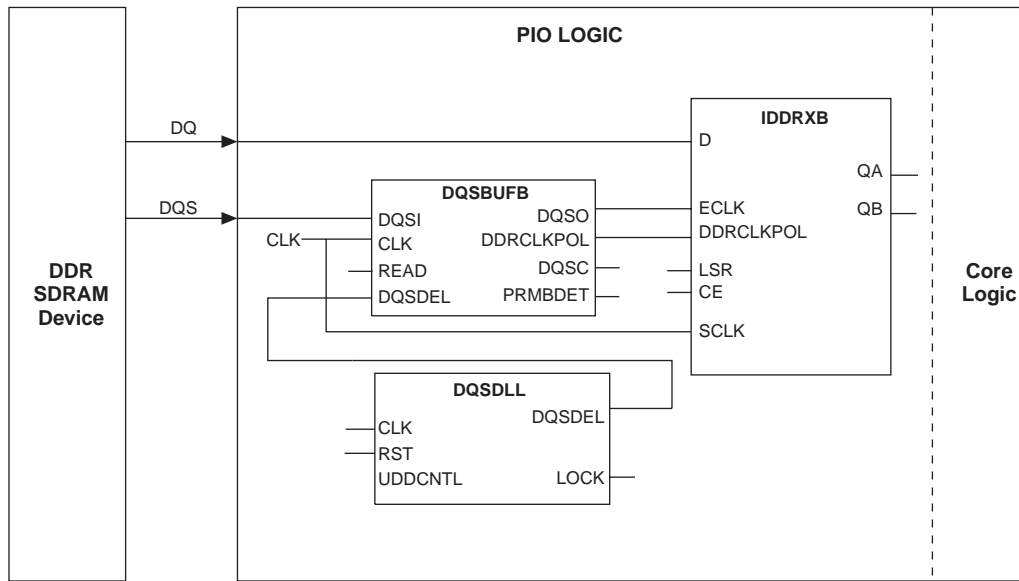 PIO LOGIC
DDR
SDRAM
Device
DQ
DQS
CLK
DQSBUFB
DQSI
CLK
READ
DQSDEL
DQSO
DDRCLKPOL
DQSC
PRMBDET
IDDRXB
D
ECLK
DDRCLKPOL
LSR
CE
SCLK
QA
QB
DQSDLL
CLK
RST
UDDCNTL
DQSDEL
LOCK
Core
Logic